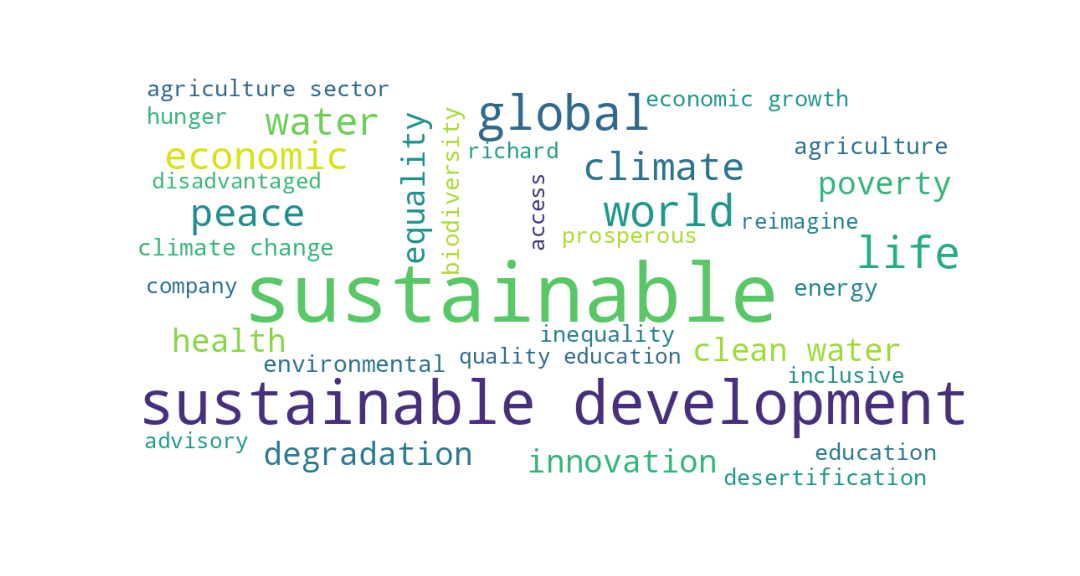 agriculture sector
hunger
water
economic
disadvantaged
peace
climate change
company
equality
biodiversity
global
economic growth
richard
climate
agriculture
access
poverty
world
reimagine
prosperous
life
sustainable
energy
health
inequality
environmental
quality education
clean water
inclusive
sustainable development
advisory
degradation
innovation
education
desertification